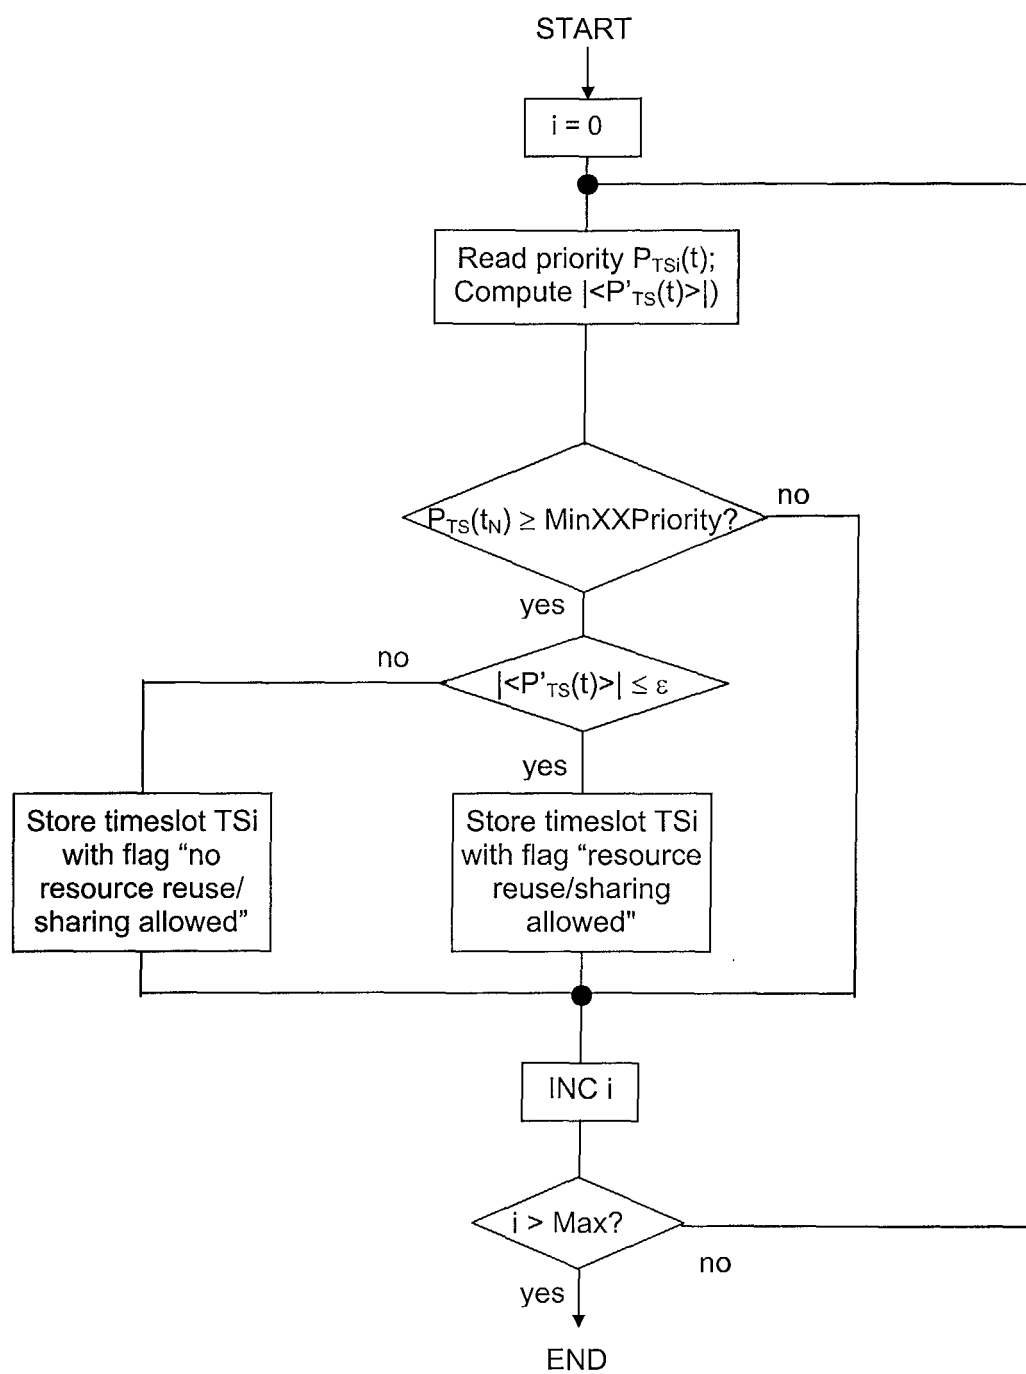 START
i = 0
Read priority P_TSi(t);
Compute |<P'_TS(t)>|)
P_TS(t_N) ≥ MinXXPriority?
no
yes
|<P'_TS(t)>| ≤ ε
no
yes
Store timeslot TSi
with flag “no
resource reuse/
sharing allowed”
Store timeslot TSi
with flag “resource
reuse/sharing
allowed"
INC i
i > Max?
no
yes
END